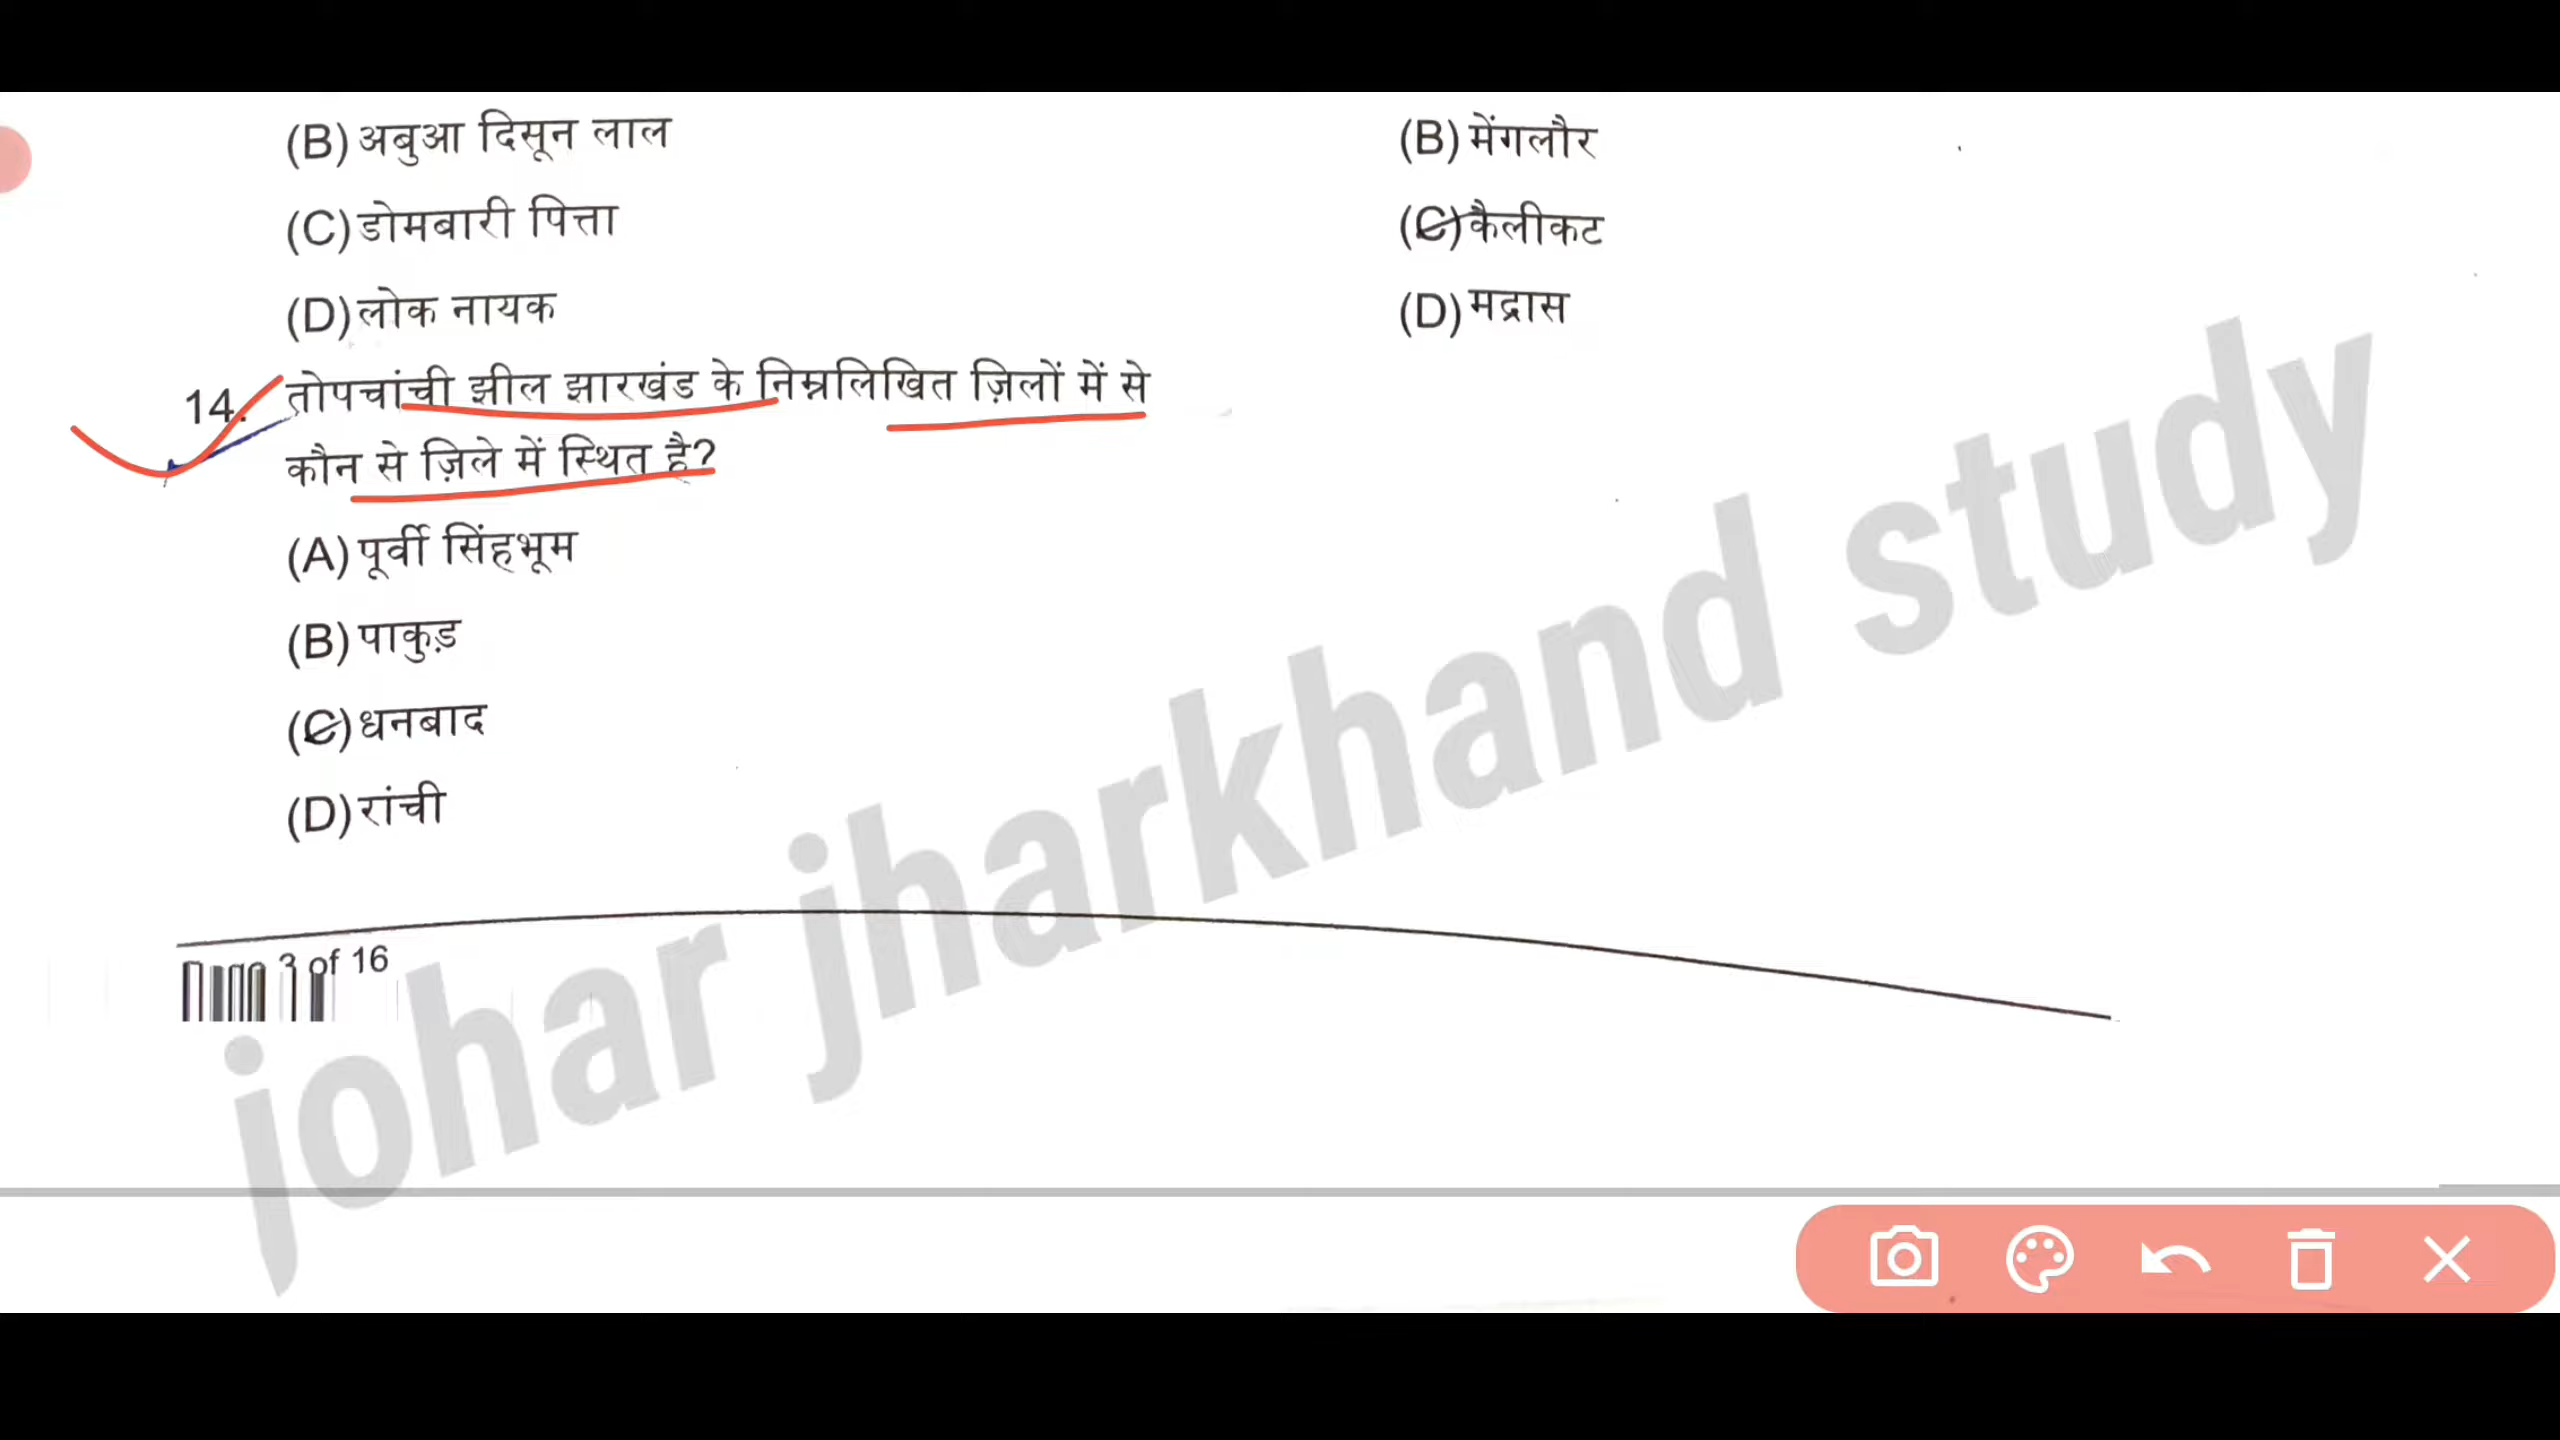 (B) अबुआ दिसून लाल
(C) डोमबारी पित्ता
(D) लोक नायक
14. तोपचांची झील झारखंड के निम्नलिखित ज़िलों में से
कौन से ज़िले में स्थित है?
(A) पूर्वी सिंहभूम
(B) पाकुड़
(C) धनबाद
(D) रांची
3 of 16
(B) मेंगलौर
(C) कैलीकट
(D) मद्रास
johar jharkhand study